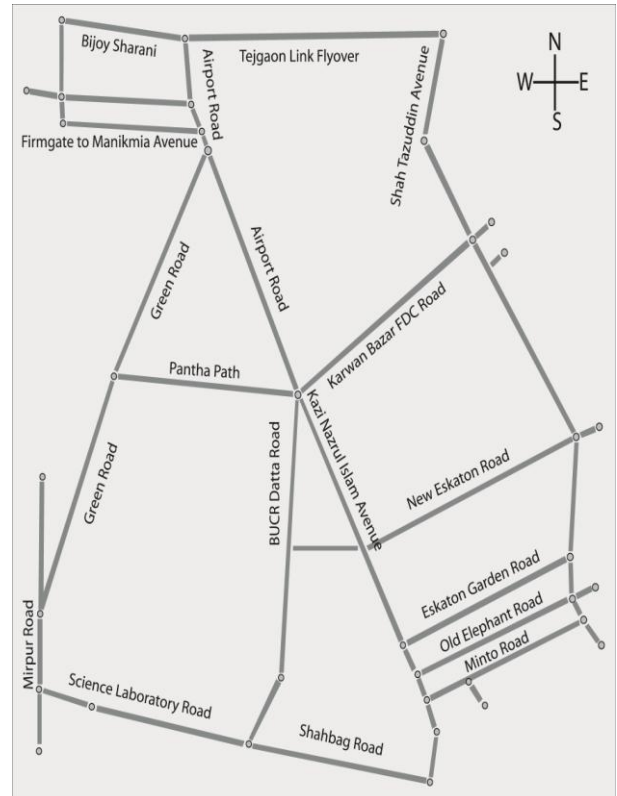 Bijoy Sharani
Airport Road
Tejgaon Link Flyover
Shah Tazuddin Avenue
N
W E
S
Firmgate to Manikmia Avenue
Green Road
Airport Road
Karwan Bazar FDC Road
Pantha Path
Kazi Nazrul Islam Avenue
BUCR Datta Road
Green Road
New Eskaton Road
Eskaton Garden Road
Old Elephant Road
Minto Road
Mirpur Road
Science Laboratory Road
Shahbag Road